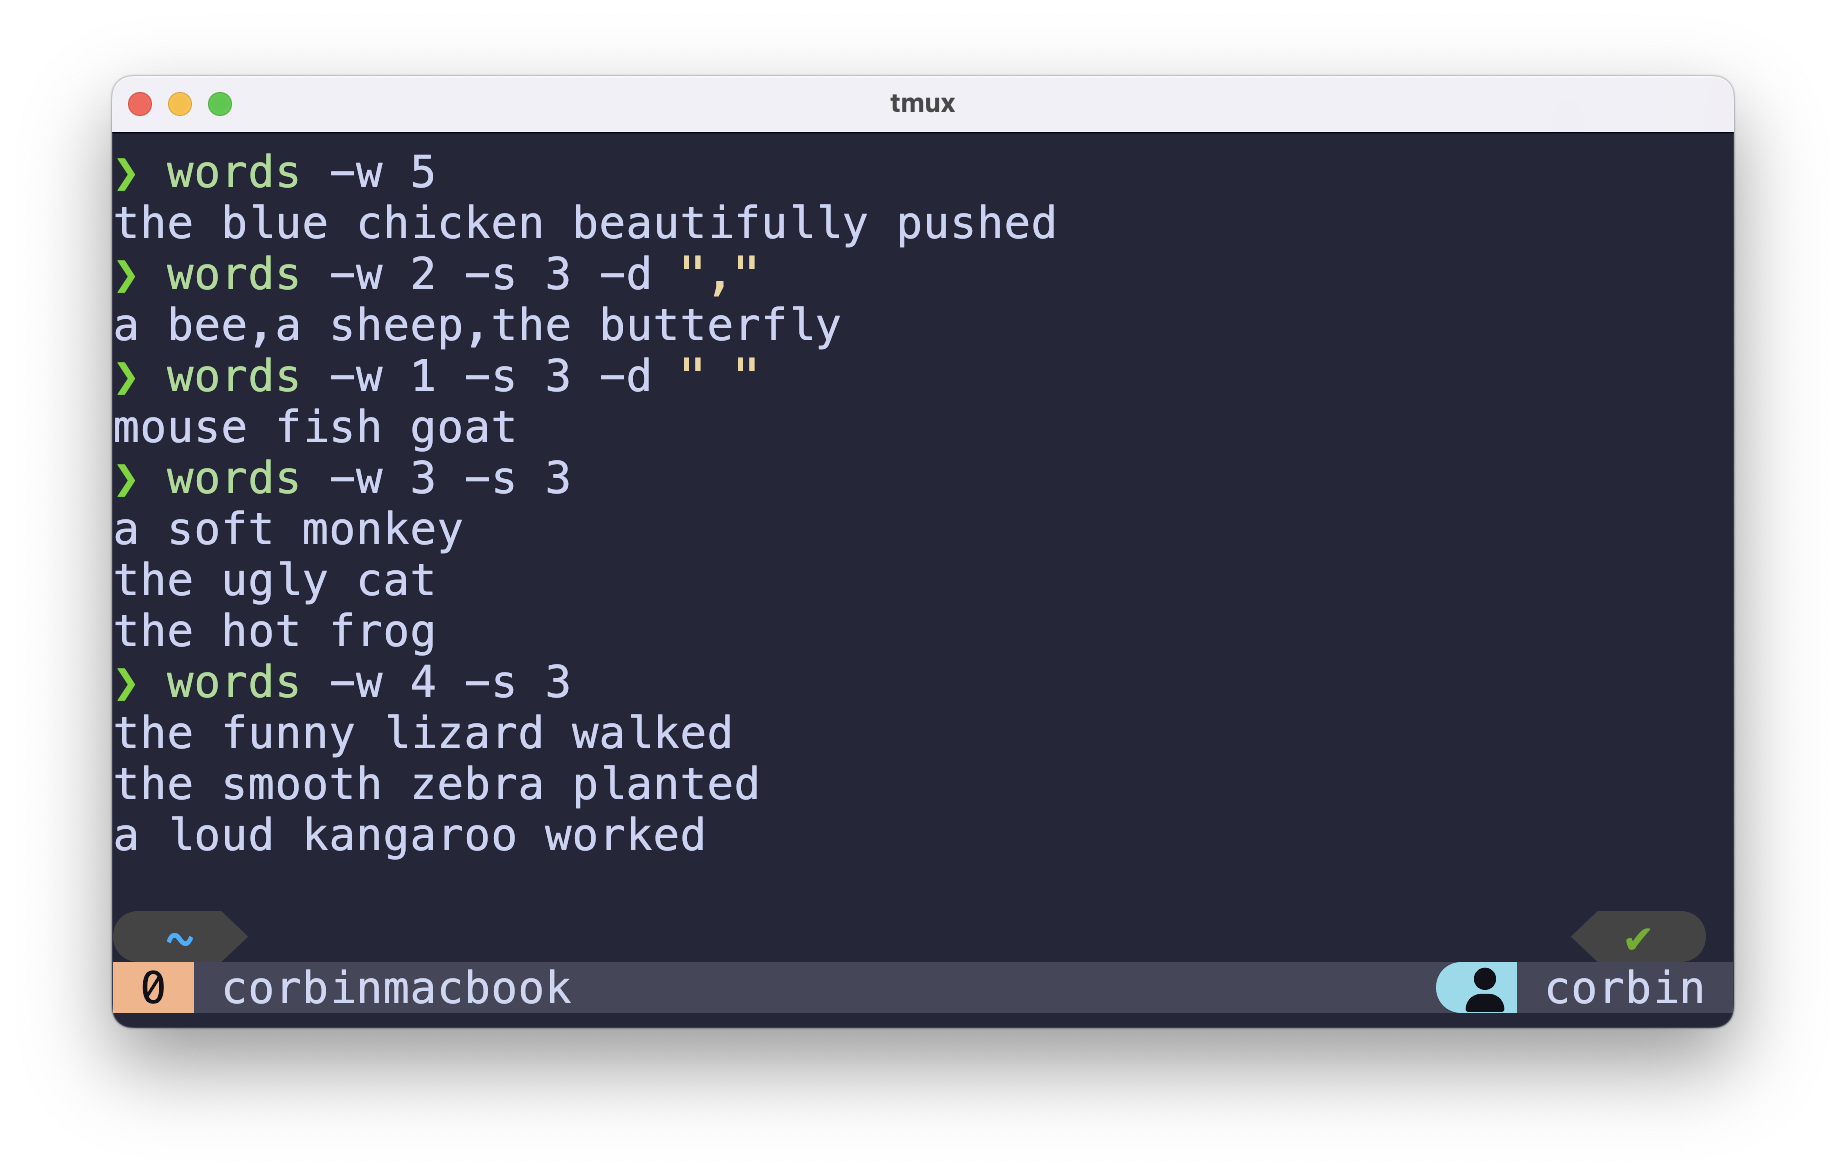 tmux
❯ words -w 5
the blue chicken beautifully pushed
❯ words -w 2 -s 3 -d ","
a bee,a sheep,the butterfly
❯ words -w 1 -s 3 -d " "
mouse fish goat
❯ words -w 3 -s 3
a soft monkey
the ugly cat
the hot frog
❯ words -w 4 -s 3
the funny lizard walked
the smooth zebra planted
a loud kangaroo worked
~ ✔
0 corbinmacbook corbin